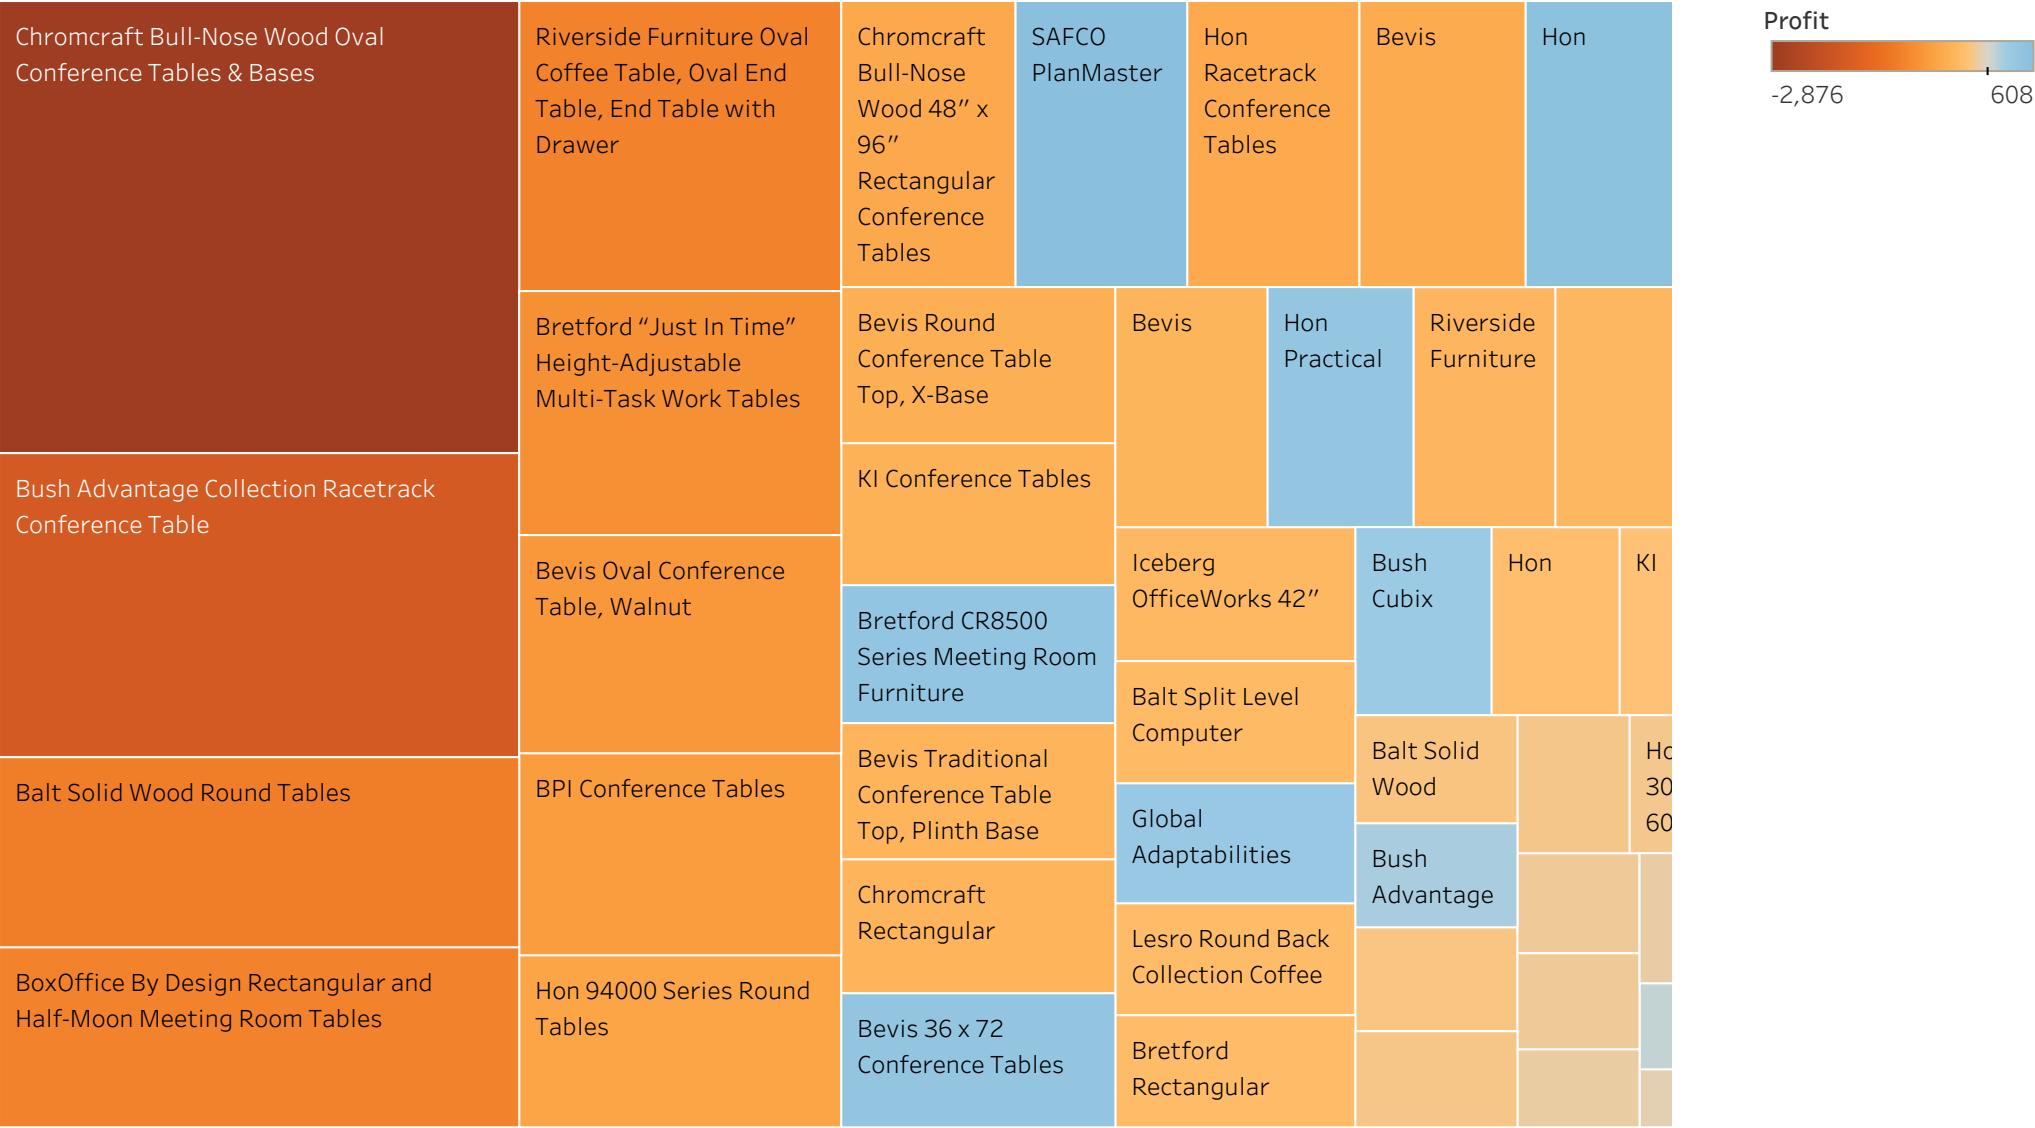 Chromcraft Bull-Nose Wood Oval
Conference Tables & Bases
Bush Advantage Collection Racetrack
Conference Table
Balt Solid Wood Round Tables
BoxOffice By Design Rectangular and
Half-Moon Meeting Room Tables
Riverside Furniture Oval
Coffee Table, Oval End
Table, End Table with
Drawer
Bretford “Just In Time”
Height-Adjustable
Multi-Task Work Tables
Bevis Oval Conference
Table, Walnut
BPI Conference Tables
Hon 94000 Series Round
Tables
Chromcraft
Bull-Nose
Wood 48” x
96”
Rectangular
Conference
Tables
SAFCO
PlanMaster
Hon
Racetrack
Conference
Tables
Bevis
Hon
Bevis Round
Conference Table
Top, X-Base
KI Conference Tables
Bretford CR8500
Series Meeting Room
Furniture
Bevis Traditional
Conference Table
Top, Plinth Base
Chromcraft
Rectangular
Bevis 36 x 72
Conference Tables
Bevis
Hon
Practical
Riverside
Furniture
Iceberg
OfficeWorks 42”
Balt Split Level
Computer
Global
Adaptabilities
Lesro Round Back
Collection Coffee
Bretford
Rectangular
Bush
Cubix
Hon
KI
Balt Solid
Wood
Bush
Advantage
Ho
30
60
Profit
-2,876
608